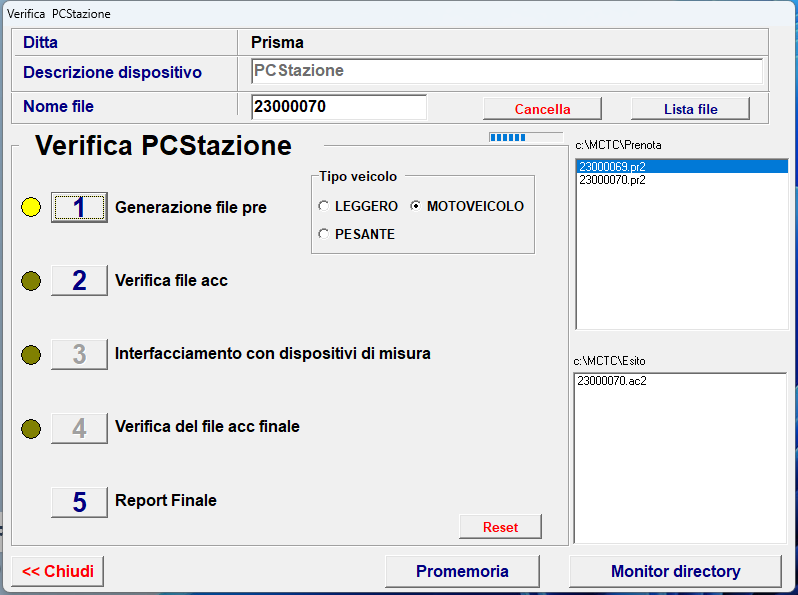 Verifica PCStazione
Ditta Prisma
Descrizione dispositivo PCStazione
Nome file 23000070 Cancella Lista file
Verifica PCStazione
c:\MCTC\Prenota
23000069.pr2
23000070.pr2
Tipo veicolo
LEGGERO MOTOVEICOLO
PESANTE
1 Generazione file pre
2 Verifica file acc
3 Interfacciamento con dispositivi di misura
c:\MCTC\Esito
23000070.ac2
4 Verifica del file acc finale
5 Report Finale
Reset
<< Chiudi Promemoria Monitor directory